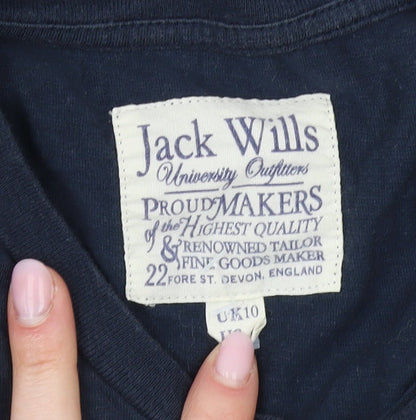 Jack Wills
University Outfitters
PROUD MAKERS
of the HIGHEST QUALITY
& RENOWNED TAILOR
FINE GOODS MAKER
22 FORE ST. DEVON, ENGLAND
UK10